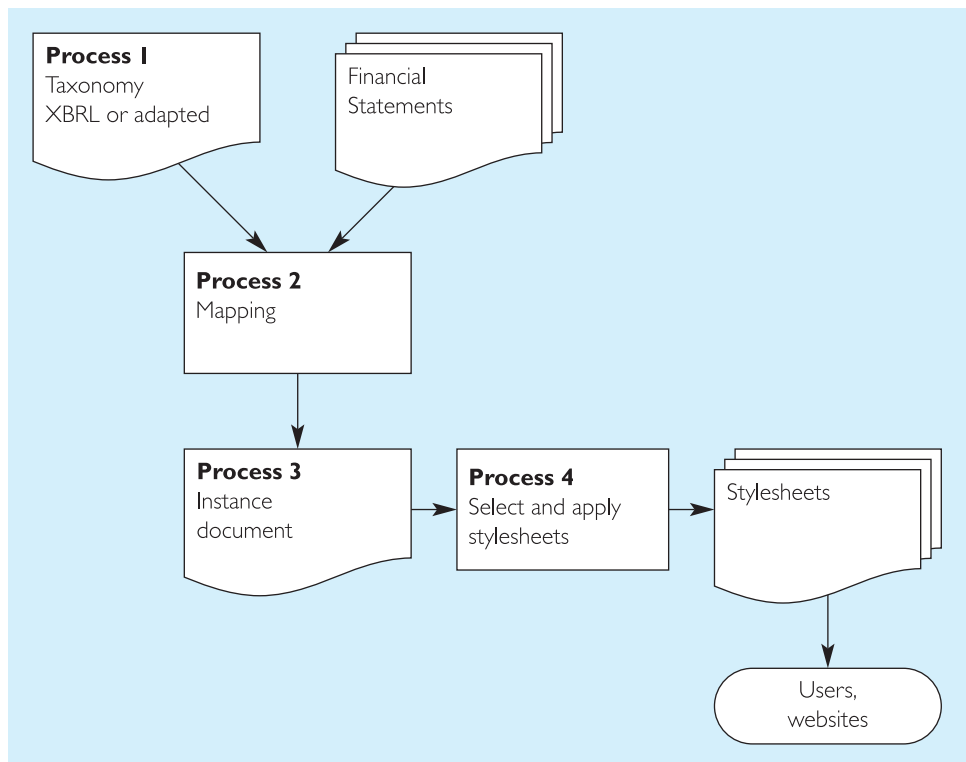 Process 1
Taxonomy
XBRL or adapted
Financial
Statements
Process 2
Mapping
Process 3
Instance
document
Process 4
Select and apply
stylesheets
Stylesheets
Users,
websites